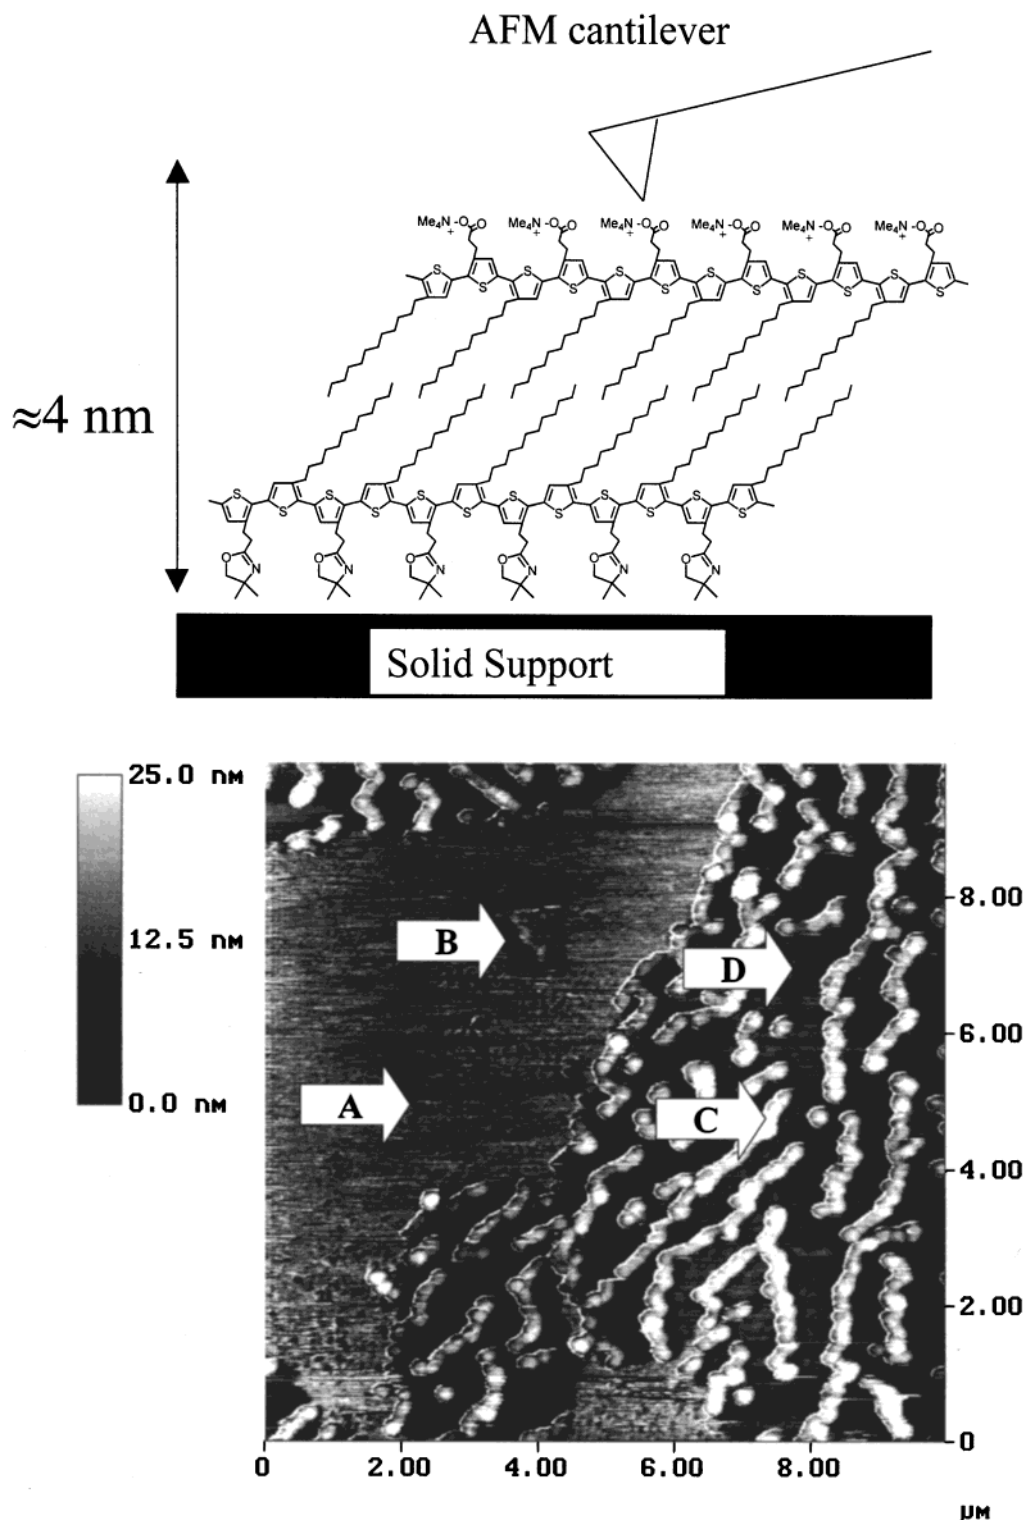 AFM cantilever
≈4 nm
Me4N -O O Me4N -O O Me4N -O O Me4N -O O Me4N -O O Me4N -O O
+ + + + + +
S S S S S S S S S S S S
S S S S S S S S S S S S
O N O N O N O N O N O N
Solid Support
25.0 nM
12.5 nM
0.0 nM
B
D
A
C
8.00
6.00
4.00
2.00
0
0 2.00 4.00 6.00 8.00
µM